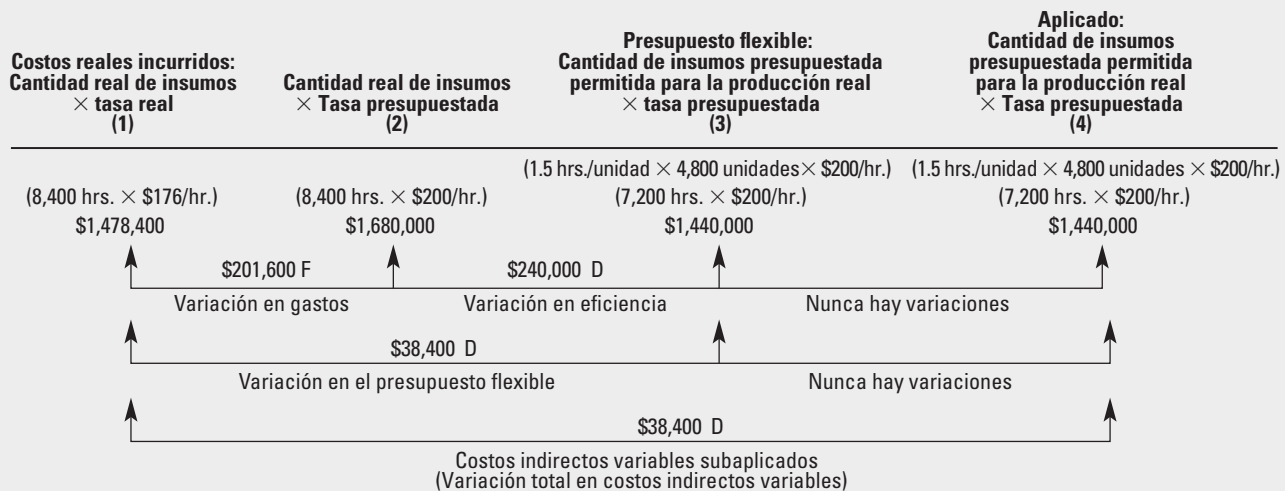 Costos reales incurridos:
Cantidad real de insumos
× tasa real
(1)
Cantidad real de insumos
× Tasa presupuestada
(2)
Presupuesto flexible:
Cantidad de insumos presupuestada
permitida para la producción real
× tasa presupuestada
(3)
Aplicado:
Cantidad de insumos
presupuestada permitida
para la producción real
× Tasa presupuestada
(4)
(1.5 hrs./unidad × 4,800 unidades× $200/hr.)
(1.5 hrs./unidad × 4,800 unidades × $200/hr.)
(8,400 hrs. × $176/hr.)
(8,400 hrs. × $200/hr.)
(7,200 hrs. × $200/hr.)
(7,200 hrs. × $200/hr.)
$1,478,400
$1,680,000
$1,440,000
$1,440,000
$201,600 F
$240,000 D
Variación en gastos
Variación en eficiencia
Nunca hay variaciones
$38,400 D
Variación en el presupuesto flexible
Nunca hay variaciones
$38,400 D
Costos indirectos variables subaplicados
(Variación total en costos indirectos variables)